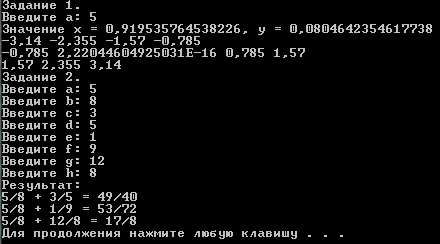 Задание 1.
Введите a: 5
Значение x = 0,919535764538226, y = 0,0804642354617738
-3,14 -2,355 -1,57 -0,785
-0,785 2,22044604925031E-16 0,785 1,57
1,57 2,355 3,14
Задание 2.
Введите a: 5
Введите b: 8
Введите c: 3
Введите d: 5
Введите e: 1
Введите f: 9
Введите g: 12
Введите h: 8
Результат:
5/8 + 3/5 = 49/40
5/8 + 1/9 = 53/72
5/8 + 12/8 = 17/8
Для продолжения нажмите любую клавишу . . .